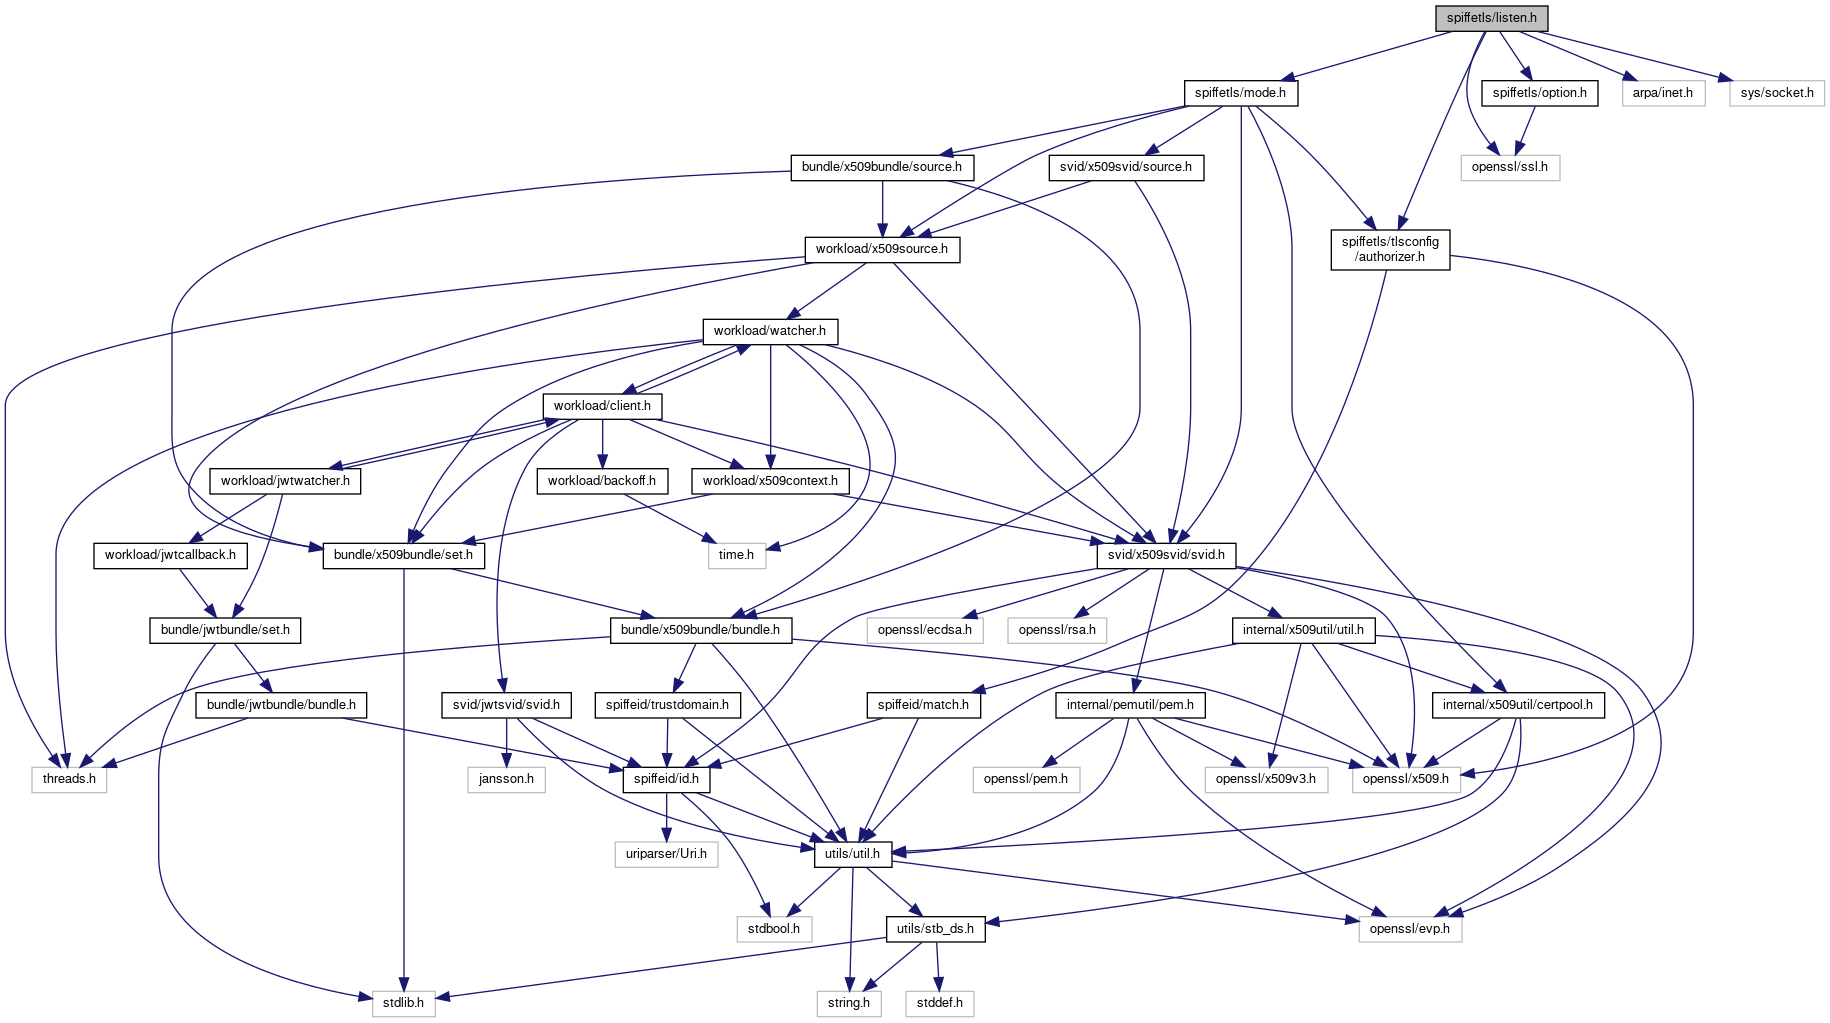 spiffetls/listen.h
spiffetls/mode.h
spiffetls/option.h
arpa/inet.h
sys/socket.h
bundle/x509bundle/source.h
svid/x509svid/source.h
openssl/ssl.h
workload/x509source.h
spiffetls/tlsconfig
/authorizer.h
workload/watcher.h
workload/client.h
workload/jwtwatcher.h
workload/backoff.h
workload/x509context.h
workload/jwtcallback.h
bundle/x509bundle/set.h
time.h
svid/x509svid/svid.h
bundle/jwtbundle/set.h
bundle/x509bundle/bundle.h
openssl/ecdsa.h
openssl/rsa.h
internal/x509util/util.h
bundle/jwtbundle/bundle.h
svid/jwtsvid/svid.h
spiffeid/trustdomain.h
spiffeid/match.h
internal/pemutil/pem.h
internal/x509util/certpool.h
threads.h
jansson.h
spiffeid/id.h
openssl/pem.h
openssl/x509v3.h
openssl/x509.h
uriparser/Uri.h
utils/util.h
stdbool.h
utils/stb_ds.h
openssl/evp.h
stdlib.h
string.h
stddef.h